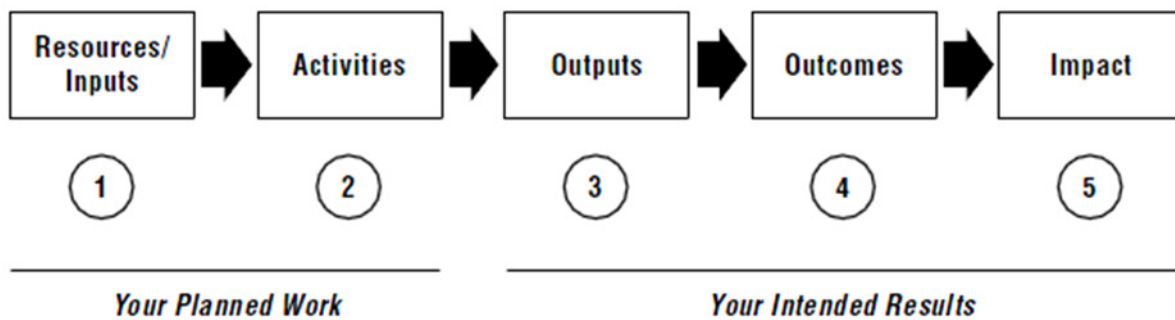 Resources/
Inputs
Activities
Outputs
Outcomes
Impact
1
2
3
4
5
Your Planned Work
Your Intended Results